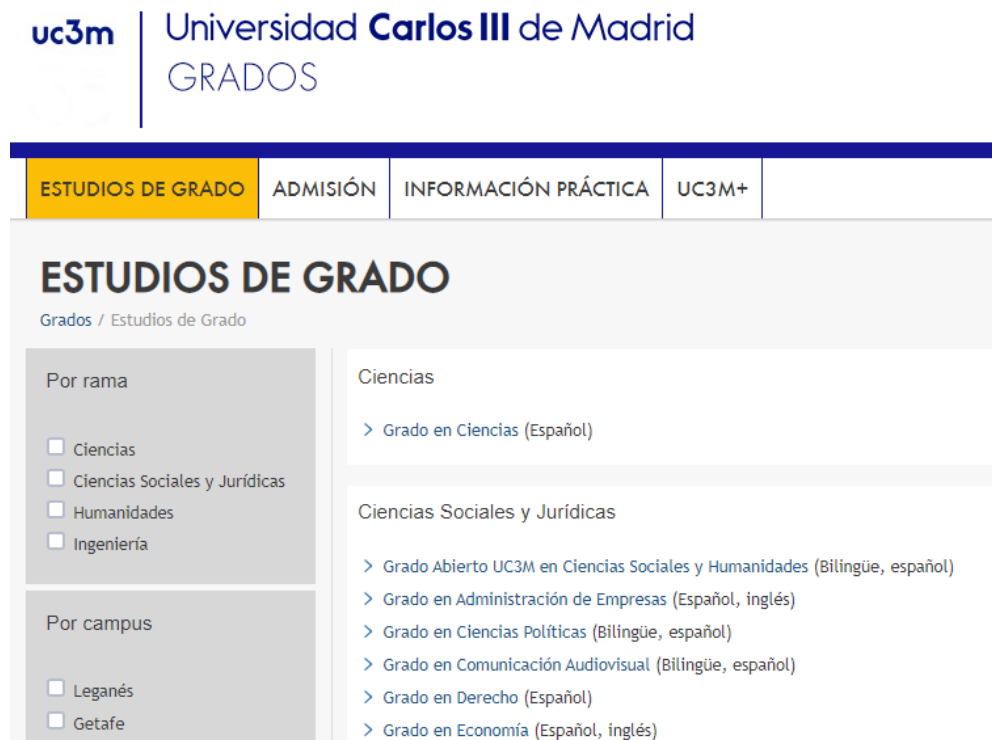 uc3m
Universidad Carlos III de Madrid
GRADOS
ESTUDIOS DE GRADO
ADMISIÓN
INFORMACIÓN PRÁCTICA
UC3M+
ESTUDIOS DE GRADO
Grados / Estudios de Grado
Por rama
Ciencias
Ciencias Sociales y Jurídicas
Humanidades
Ingeniería
Por campus
Leganés
Getafe
Ciencias
> Grado en Ciencias (Español)
Ciencias Sociales y Jurídicas
> Grado Abierto UC3M en Ciencias Sociales y Humanidades (Bilingüe, español)
> Grado en Administración de Empresas (Español, inglés)
> Grado en Ciencias Políticas (Bilingüe, español)
> Grado en Comunicación Audiovisual (Bilingüe, español)
> Grado en Derecho (Español)
> Grado en Economía (Español, inglés)